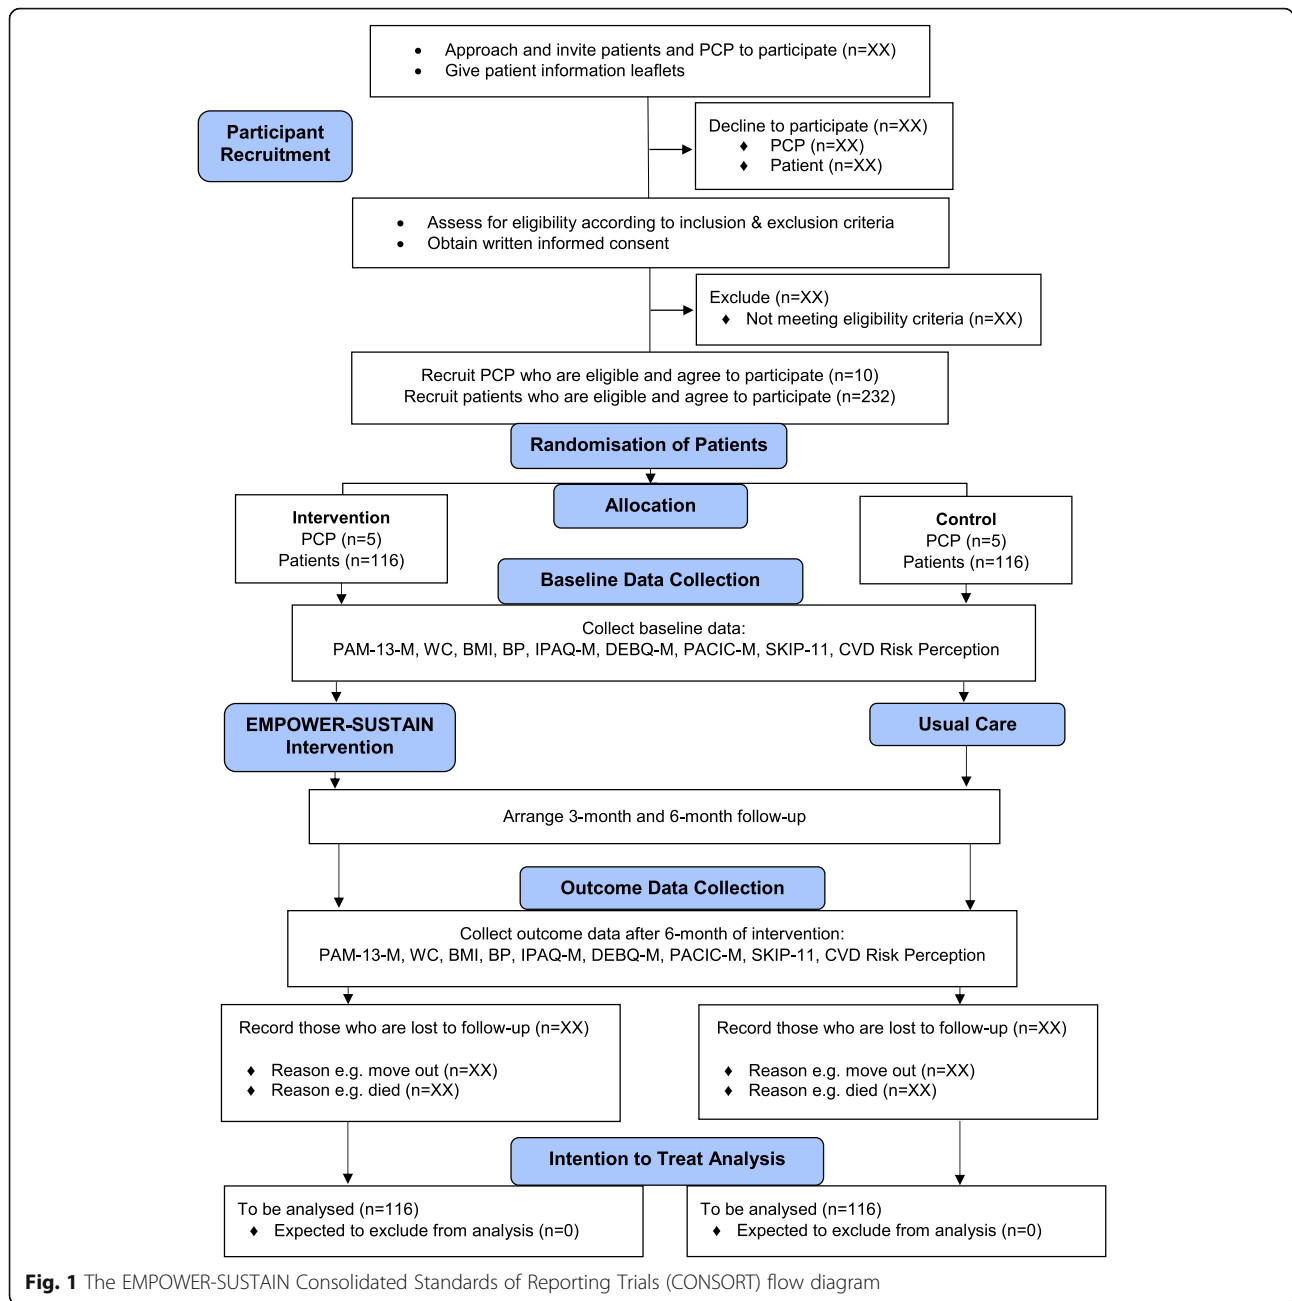 • Approach and invite patients and PCP to participate (n=XX)
• Give patient information leaflets
Participant
Recruitment
Decline to participate (n=XX)
♦ PCP (n=XX)
♦ Patient (n=XX)
• Assess for eligibility according to inclusion & exclusion criteria
• Obtain written informed consent
Exclude (n=XX)
♦ Not meeting eligibility criteria (n=XX)
Recruit PCP who are eligible and agree to participate (n=10)
Recruit patients who are eligible and agree to participate (n=232)
Randomisation of Patients
Allocation
Intervention
PCP (n=5)
Patients (n=116)
Control
PCP (n=5)
Patients (n=116)
Baseline Data Collection
Collect baseline data:
PAM-13-M, WC, BMI, BP, IPAQ-M, DEBQ-M, PACIC-M, SKIP-11, CVD Risk Perception
EMPOWER-SUSTAIN
Intervention
Usual Care
Arrange 3-month and 6-month follow-up
Outcome Data Collection
Collect outcome data after 6-month of intervention:
PAM-13-M, WC, BMI, BP, IPAQ-M, DEBQ-M, PACIC-M, SKIP-11, CVD Risk Perception
Record those who are lost to follow-up (n=XX)
♦ Reason e.g. move out (n=XX)
♦ Reason e.g. died (n=XX)
Record those who are lost to follow-up (n=XX)
♦ Reason e.g. move out (n=XX)
♦ Reason e.g. died (n=XX)
Intention to Treat Analysis
To be analysed (n=116)
♦ Expected to exclude from analysis (n=0)
To be analysed (n=116)
♦ Expected to exclude from analysis (n=0)
Fig. 1 The EMPOWER-SUSTAIN Consolidated Standards of Reporting Trials (CONSORT) flow diagram